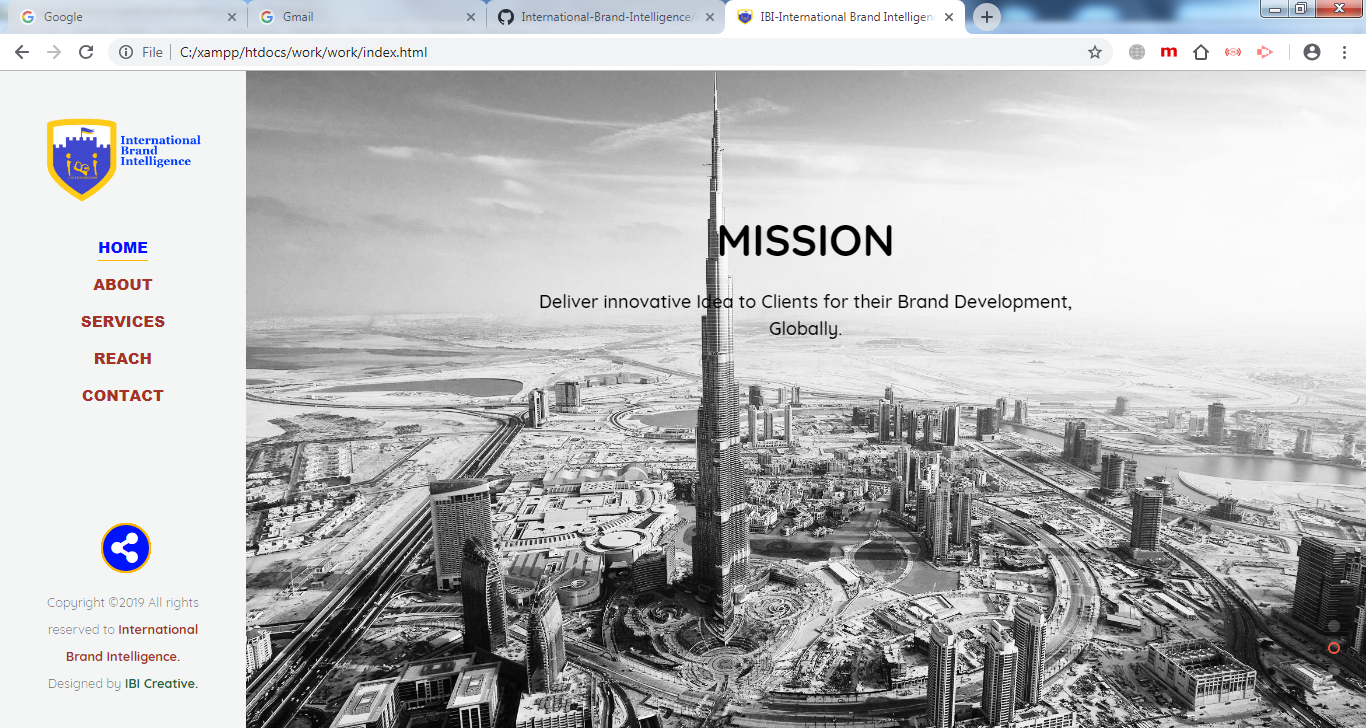 Google
Gmail
International-Brand-Intelligence/
IBI-International Brand Intelligenc
File
C:/xampp/htdocs/work/work/index.html
m
International
Brand
Intelligence
HOME
ABOUT
SERVICES
REACH
CONTACT
MISSION
Deliver innovative Idea to Clients for their Brand Development,
Globally.
Copyright ©2019 All rights
reserved to International
Brand Intelligence.
Designed by IBI Creative.